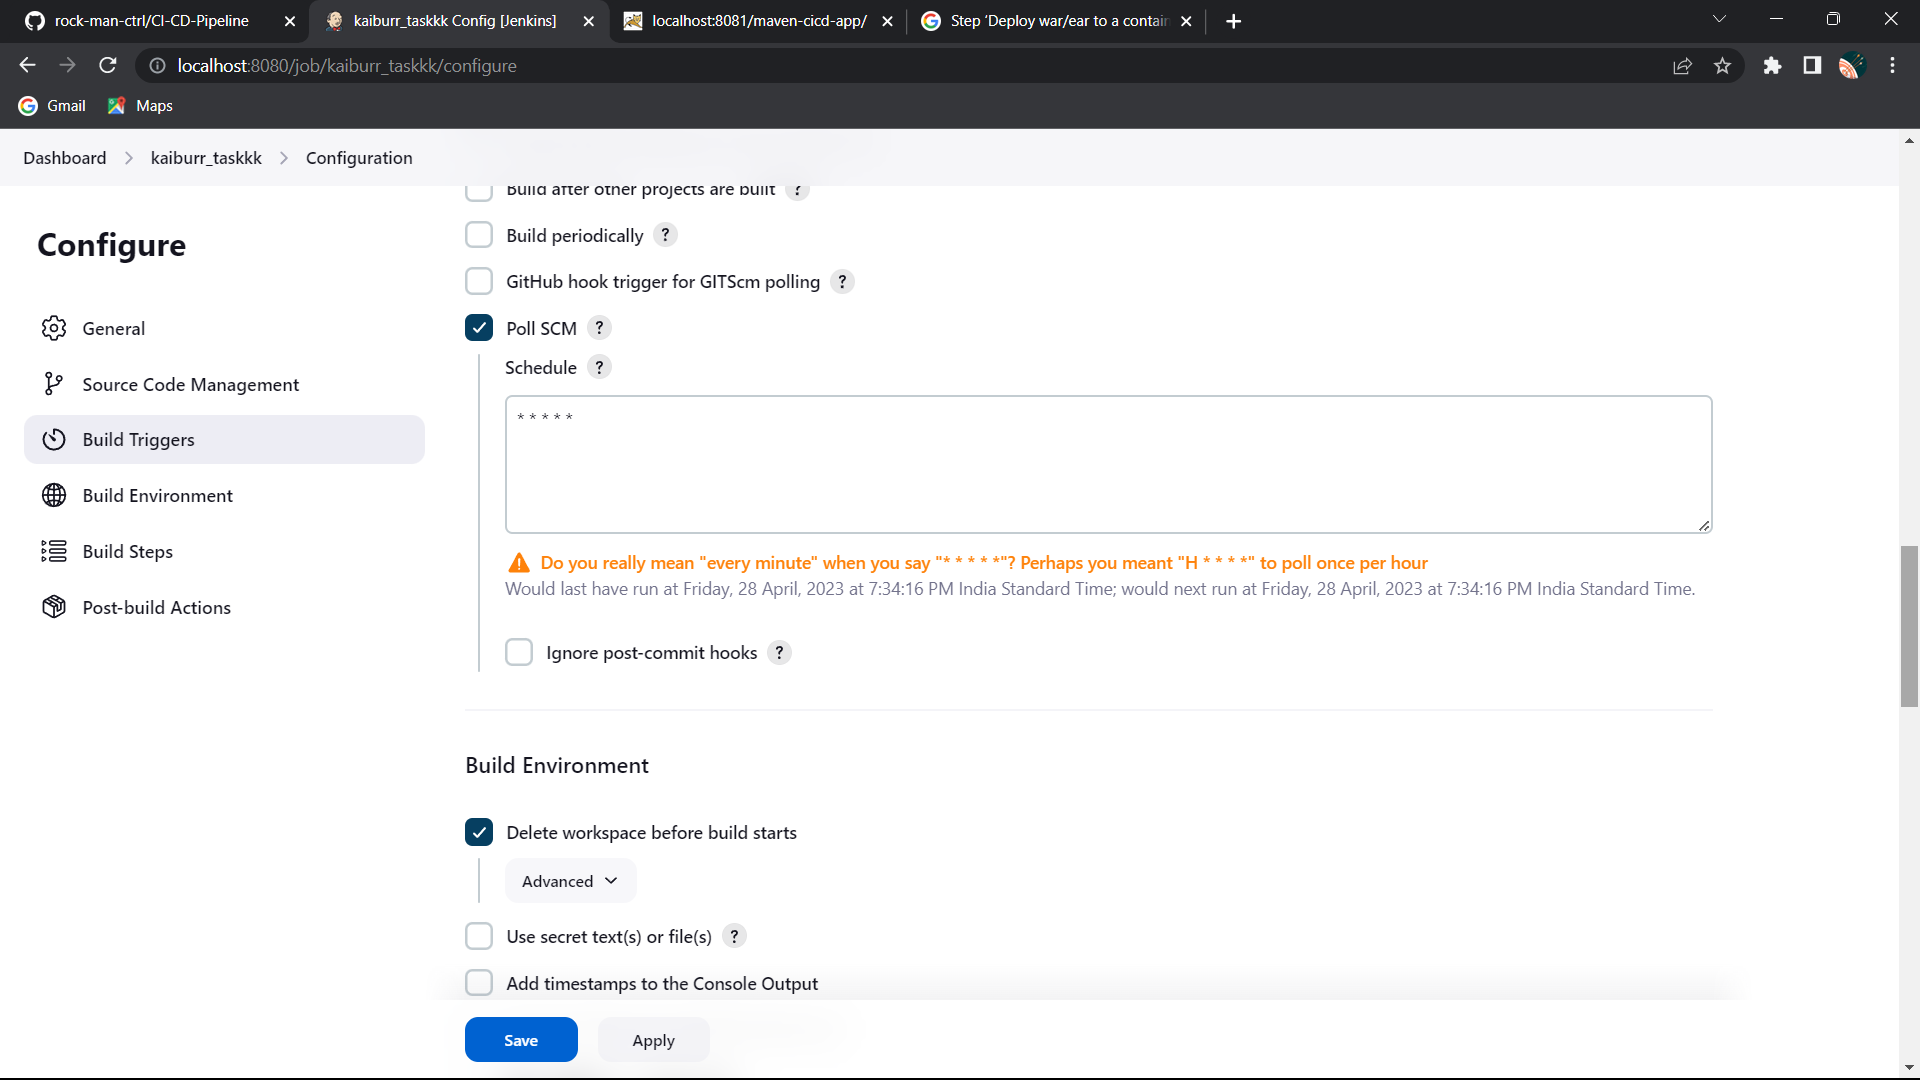 rock-man-ctrl/CI-CD-Pipeline
kaiburr_taskkk Config [Jenkins]
localhost:8081/maven-cicd-app/
Step 'Deploy war/ear to a contain
localhost:8080/job/kaiburr_taskkk/configure
Gmail
Maps
Dashboard
kaiburr_taskkk
Configuration
Build after other projects are built ?
Configure
General
Source Code Management
Build Triggers
Build Environment
Build Steps
Post-build Actions
Build periodically ?
GitHub hook trigger for GITScm polling ?
Poll SCM ?
Schedule ?
* * * * *
Do you really mean "every minute" when you say "* * * * *"? Perhaps you meant "H * * * *" to poll once per hour
Would last have run at Friday, 28 April, 2023 at 7:34:16 PM India Standard Time; would next run at Friday, 28 April, 2023 at 7:34:16 PM India Standard Time.
Ignore post-commit hooks ?
Build Environment
Delete workspace before build starts
Advanced
Use secret text(s) or file(s) ?
Add timestamps to the Console Output
Save
Apply